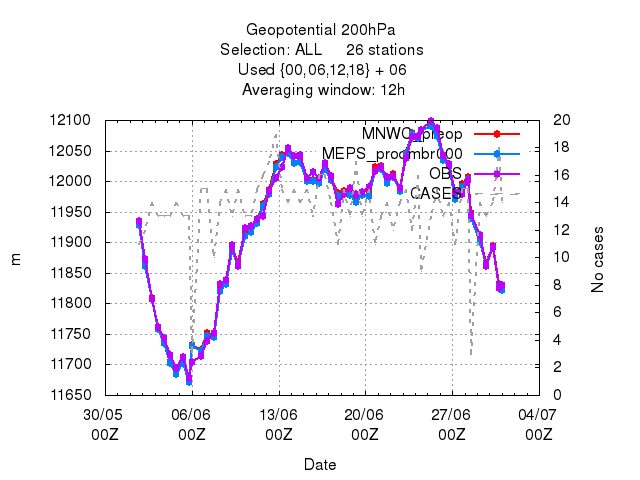 Geopotential 200hPa
Selection: ALL 26 stations
Used {00,06,12,18} + 06
Averaging window: 12h
12100
12050
12000
11950
11900
11850
11800
11750
11700
11650
20
18
16
14
12
10
8
6
4
2
0
MNWC_preop
MEPS_prodmbr000
OBS
CASES
m
No cases
30/05 06/06 13/06 20/06 27/06 04/07
00Z 00Z 00Z 00Z 00Z 00Z
Date